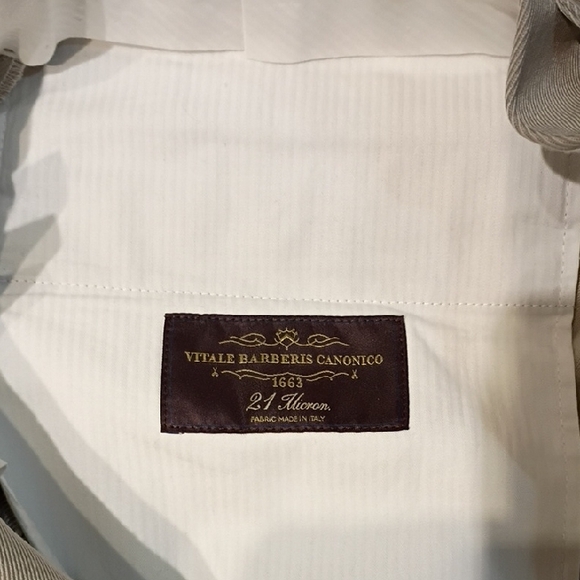 VITALE BARBERIS CANONICO
1663
21 Micron.
FABRIC MADE IN ITALY